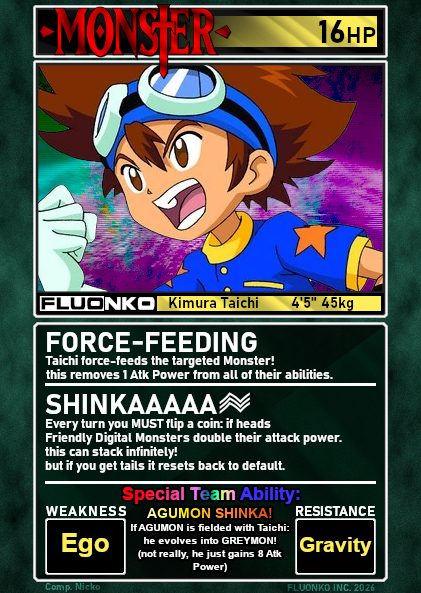 MONSTER
16HP
FLUONKO
Kimura Taichi 4'5" 45kg
FORCE-FEEDING
Taichi force-feeds the targeted Monster!
this removes 1 Atk Power from all of their abilities.
SHINKAAAAA
Every turn you MUST flip a coin: if heads
Friendly Digital Monsters double their attack power.
this can stack infinitely!
but if you get tails it resets back to default.
Special Team Ability:
WEAKNESS
Ego
AGUMON SHINKA!
If AGUMON is fielded with Taichi:
he evolves into GREYMON!
(not really, he just gains 8 Atk
Power)
RESISTANCE
Gravity
Comp. Nicko
FLUONKO INC. 2026